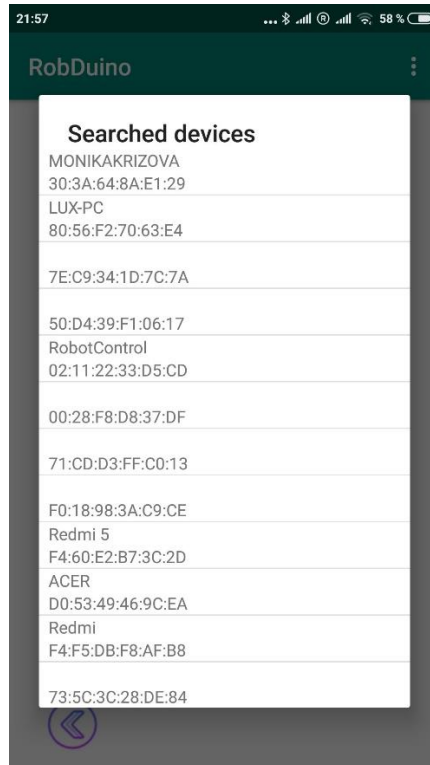 21:57
... R 58 %
RobDuino
Searched devices
MONIKAKRIZOVA
30:3A:64:8A:E1:29
LUX-PC
80:56:F2:70:63:E4
7E:C9:34:1D:7C:7A
50:D4:39:F1:06:17
RobotControl
02:11:22:33:D5:CD
00:28:F8:D8:37:DF
71:CD:D3:FF:C0:13
F0:18:98:3A:C9:CE
Redmi 5
F4:60:E2:B7:3C:2D
ACER
D0:53:49:46:9C:EA
Redmi
F4:F5:DB:F8:AF:B8
73:5C:3C:28:DE:84